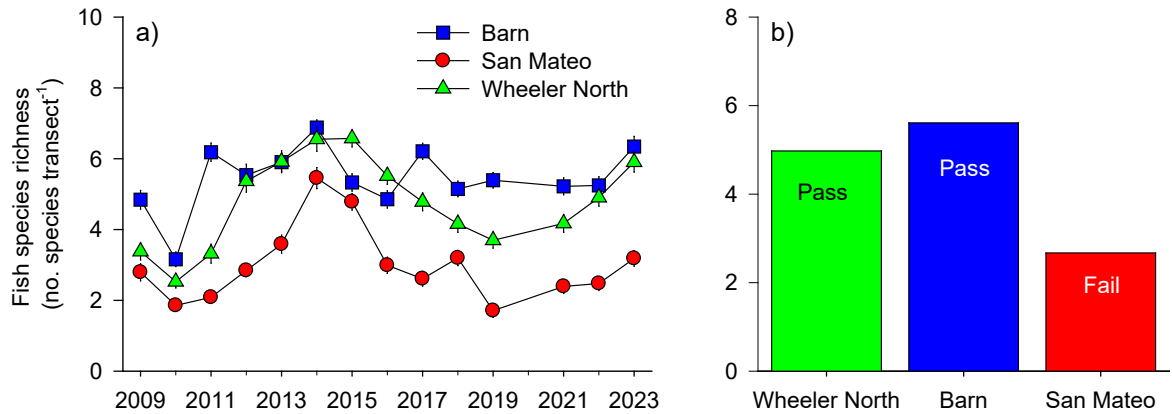 a)
Barn
San Mateo
Wheeler North
Fish species richness
(no. species transect⁻¹)
10
8
6
4
2
0
2009 2011 2013 2015 2017 2019 2021 2023
b)
8
6
4
2
0
Pass
Pass
Fail
Wheeler North Barn San Mateo